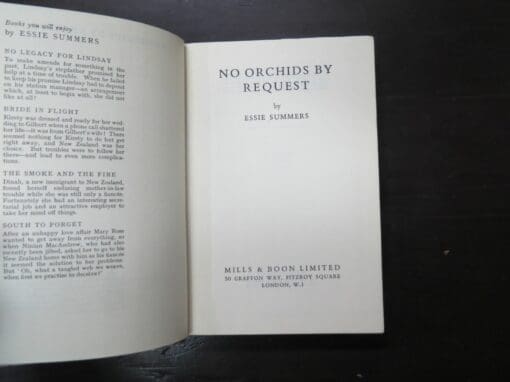 Books you will enjoy
by ESSIE SUMMERS
NO LEGACY FOR LINDSAY
To make amends for something in the
past, Lindsay's stepfather promised her
help at a time of trouble. When he failed
to keep his promise Lindsay had to depend
on his station manager—an arrangement
which, at least to begin with, she did not
like at all!
BRIDE IN FLIGHT
Kirsty was dressed and ready for her wed-
ding to Gilbert when a phone call shattered
her life—it was from Gilbert's wife! There
seemed nothing for Kirsty to do but get
right away, and New Zealand was her
choice. But troubles were to follow her
there—and lead to even more complica-
tions.
THE SMOKE AND THE FIRE
Dinah, a new immigrant to New Zealand,
found herself enduring mother-in-law
trouble while she was still only a fiancée.
Fortunately she had an interesting secre-
tarial job and an attractive employer to
take her mind off things.
SOUTH TO FORGET
After an unhappy love affair Mary Rose
wanted to get away from everything, so
when Ninian MacAndrew, who had also
recently been jilted, asked her to go to his
New Zealand home with him as his fiancée
it seemed the solution to her problems.
But 'Oh, what a tangled web we weave,
when first we practise to deceive!'
NO ORCHIDS BY
REQUEST
by
ESSIE SUMMERS
MILLS & BOON LIMITED
50 GRAFTON WAY, FITZROY SQUARE
LONDON, W.1